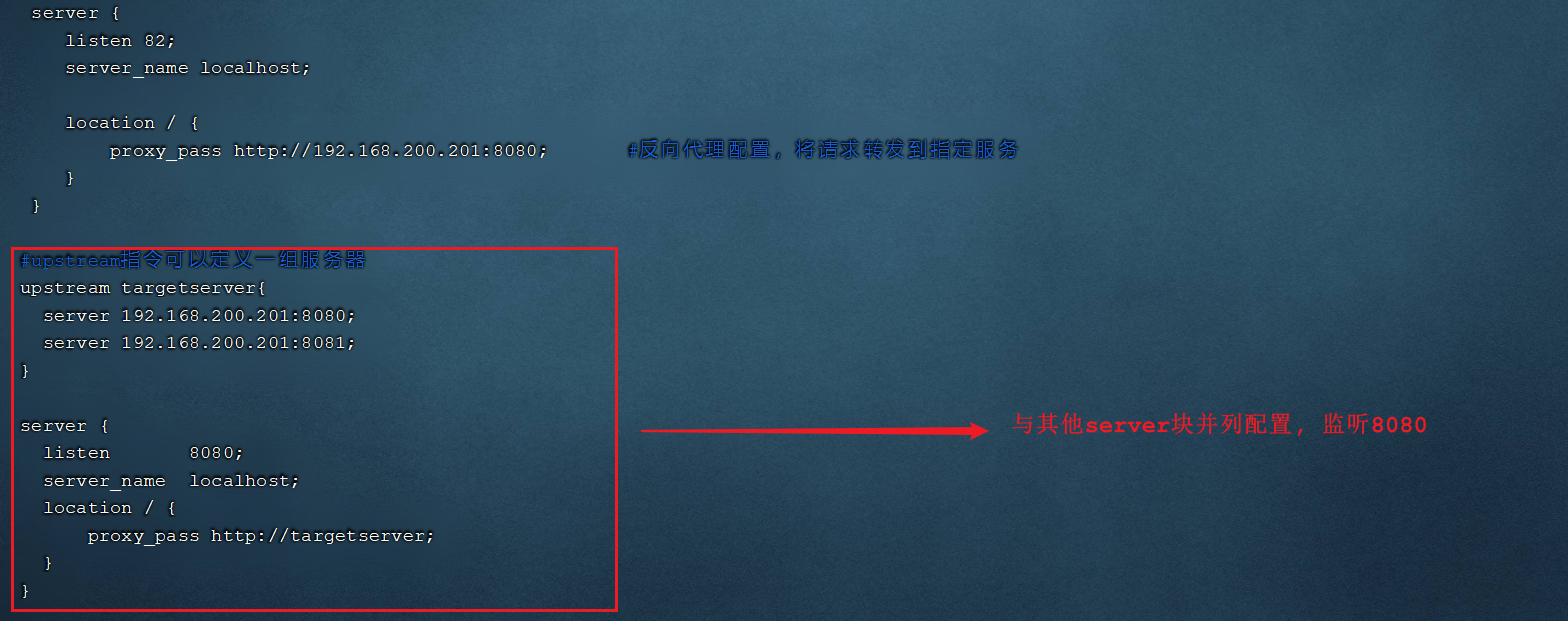 server {
listen 82;
server_name localhost;
location / {
proxy_pass http://192.168.200.201:8080; #反向代理配置，将请求转发到指定服务
}
}
#upstream指令可以定义一组服务器
upstream targetserver{
server 192.168.200.201:8080;
server 192.168.200.201:8081;
}
server {
listen 8080;
server_name localhost;
location / {
proxy_pass http://targetserver;
}
}
与其他server块并列配置，监听8080